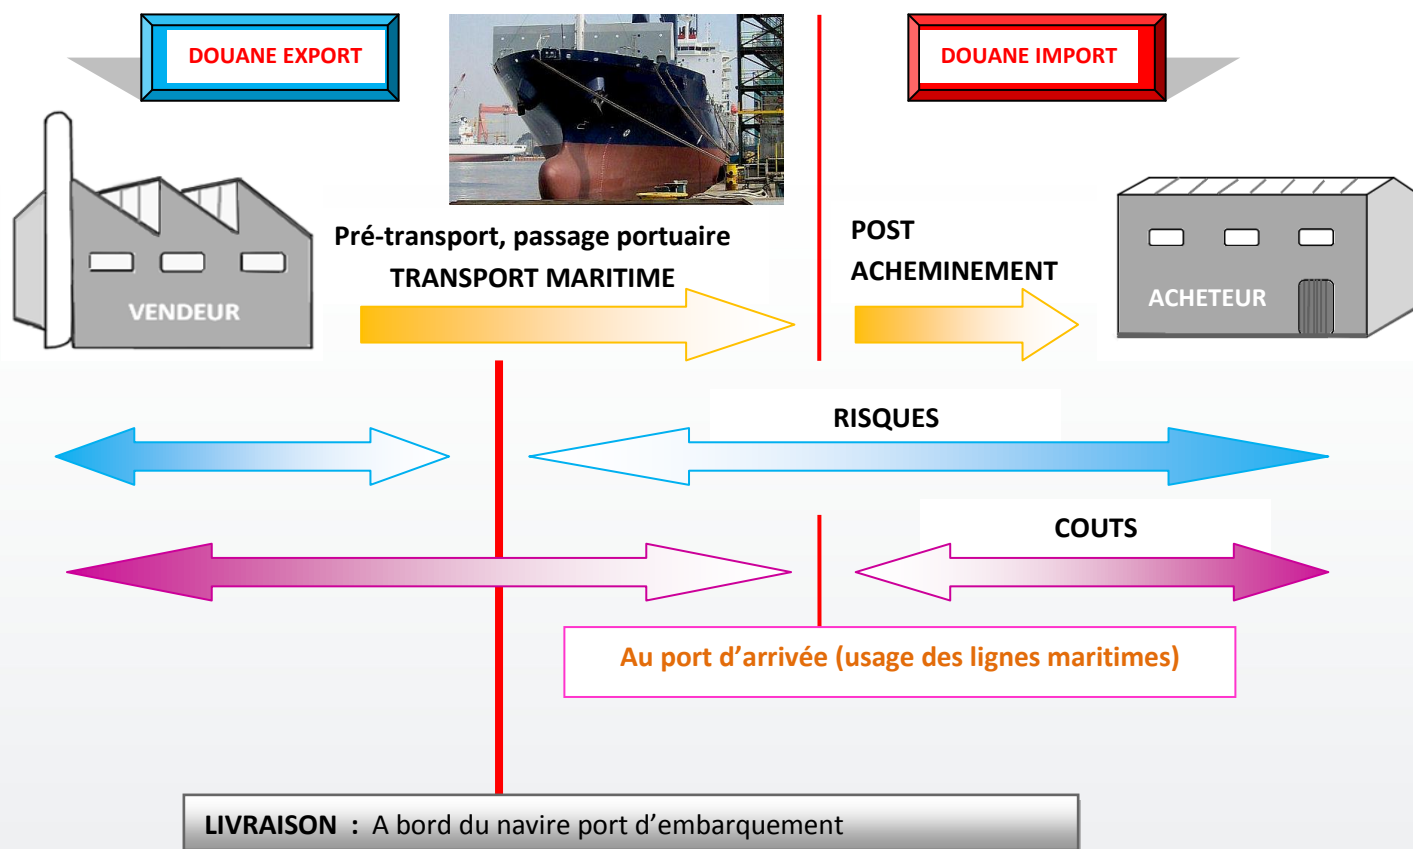 DOUANE EXPORT
DOUANE IMPORT
Pré-transport, passage portuaire
TRANSPORT MARITIME
POST
ACHEMINEMENT
VENDEUR
ACHETEUR
RISQUES
COUTS
Au port d’arrivée (usage des lignes maritimes)
LIVRAISON : A bord du navire port d’embarquement